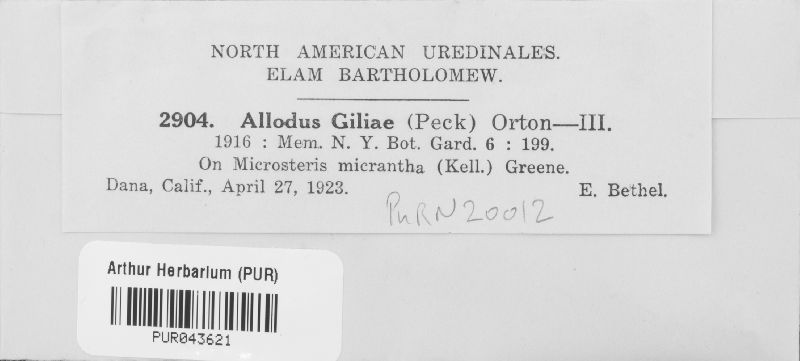 NORTH AMERICAN UREDINALES.
ELAM BARTHOLOMEW.
2904. Allodus Giliae (Peck) Orton—III.
1916 : Mem. N. Y. Bot. Gard. 6 : 199.
On Microsteris micrantha (Kell.) Greene.
Dana, Calif., April 27, 1923. E. Bethel.
PURN20012
Arthur Herbarium (PUR)
PUR043621